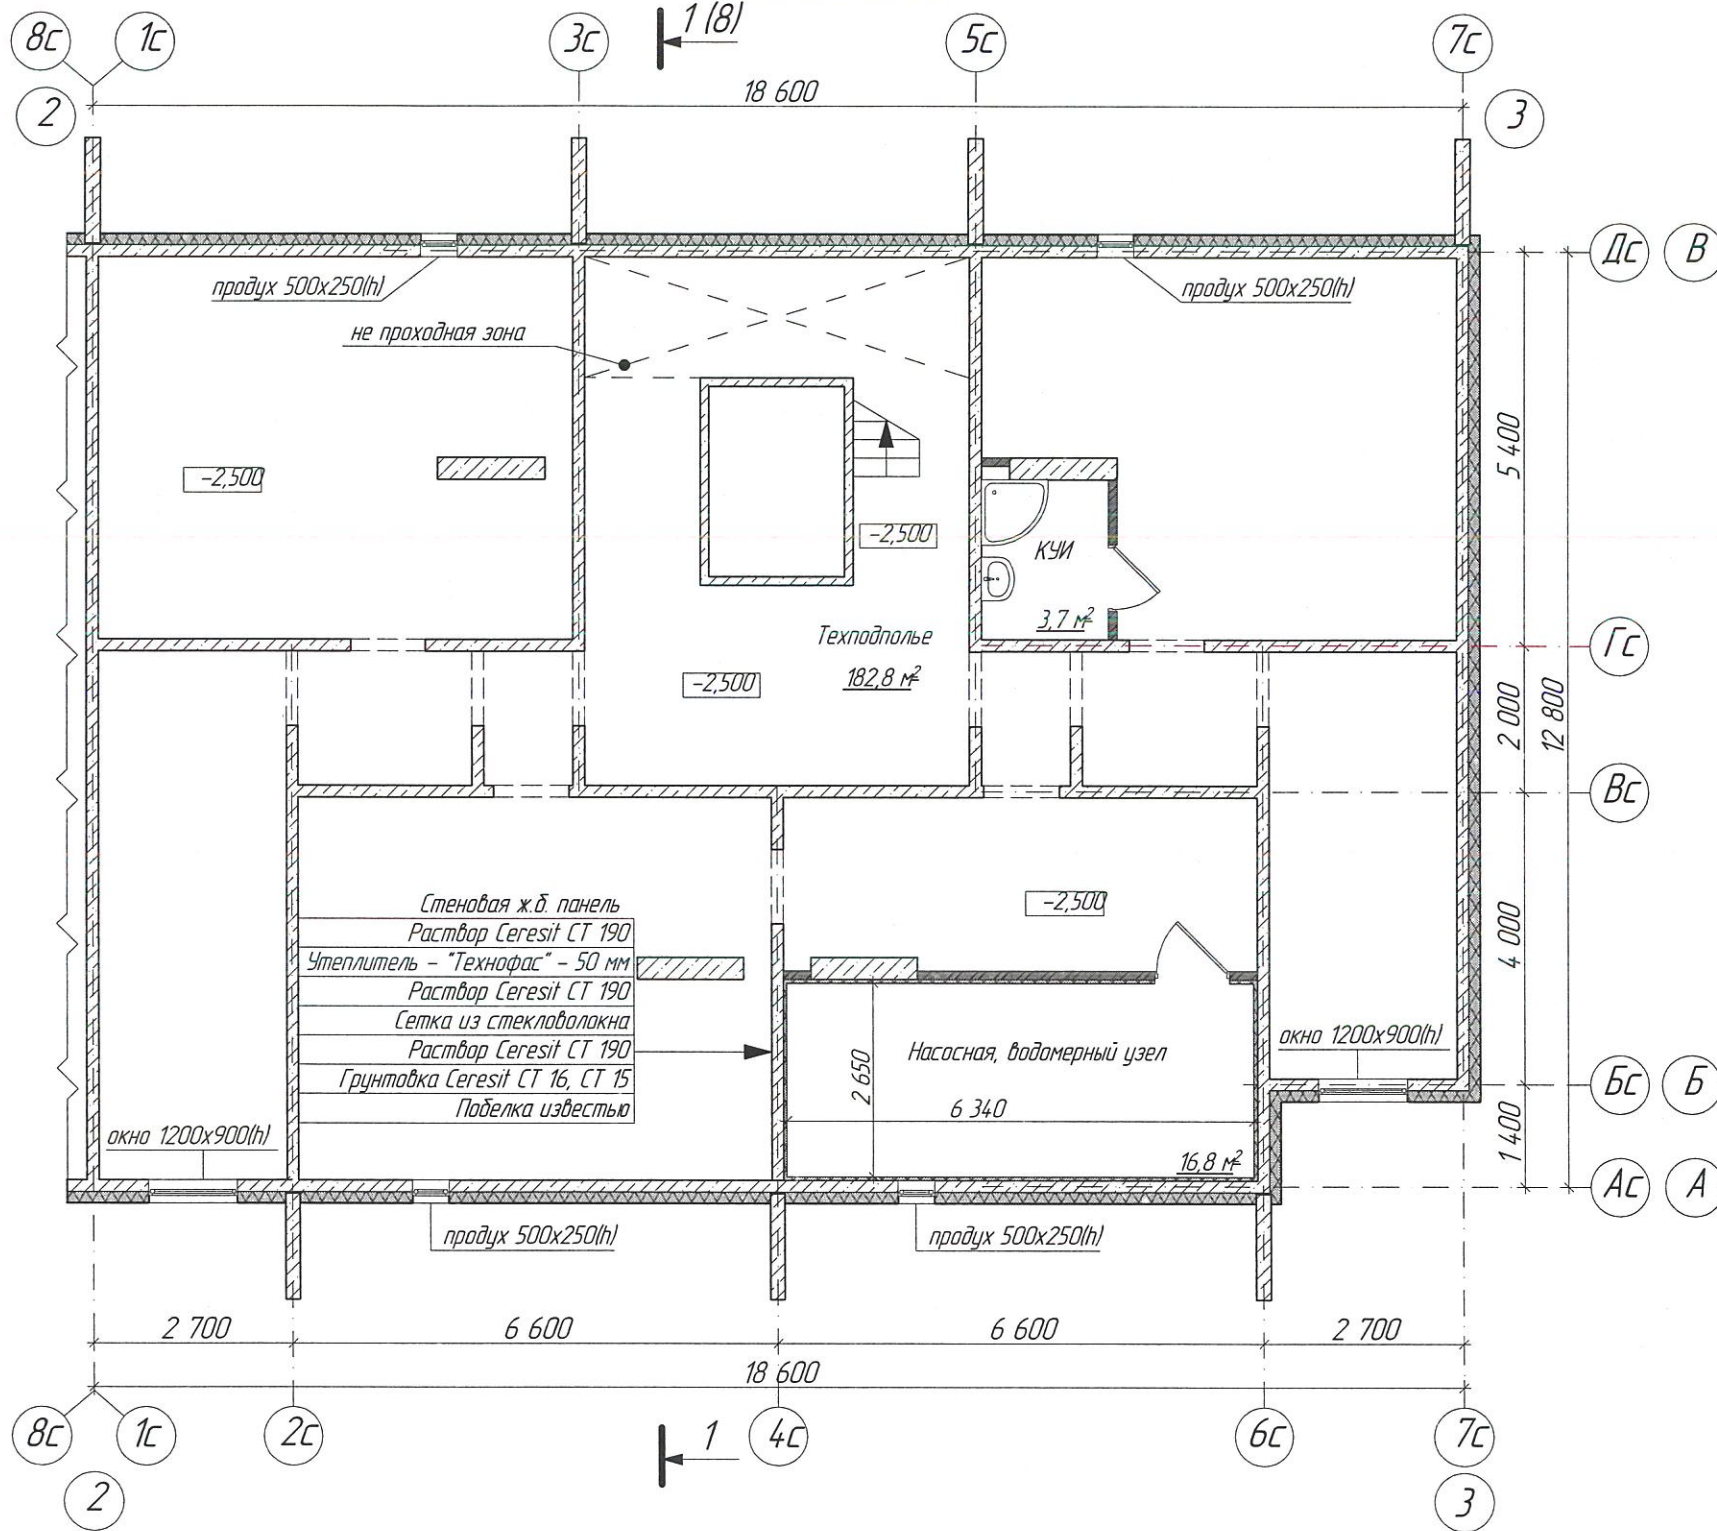 1 (8)
8с
1с
3с
5с
7с
18 600
2
3
Дс
В
продух 500х250(h)
продух 500х250(h)
не проходная зона
5 400
-2,500
-2,500
КУИ
3,7 м²
Техподполье
182,8 м²
-2,500
Гс
2 000
12 800
Вс
Стеновая ж.б. панель
Раствор Ceresit CT 190
Утеплитель - "Технофас" - 50 мм
Раствор Ceresit CT 190
Сетка из стекловолокна
Раствор Ceresit CT 190
Грунтовка Ceresit CT 16, CT 15
Побелка известью
-2,500
4 000
окно 1200х900(h)
Насосная, водомерный узел
2 650
6 340
16,8 м²
Бс
Б
1 400
окно 1200х900(h)
Ас
А
продух 500х250(h)
продух 500х250(h)
2 700
6 600
6 600
2 700
18 600
8с
1с
2с
1
4с
6с
7с
2
3